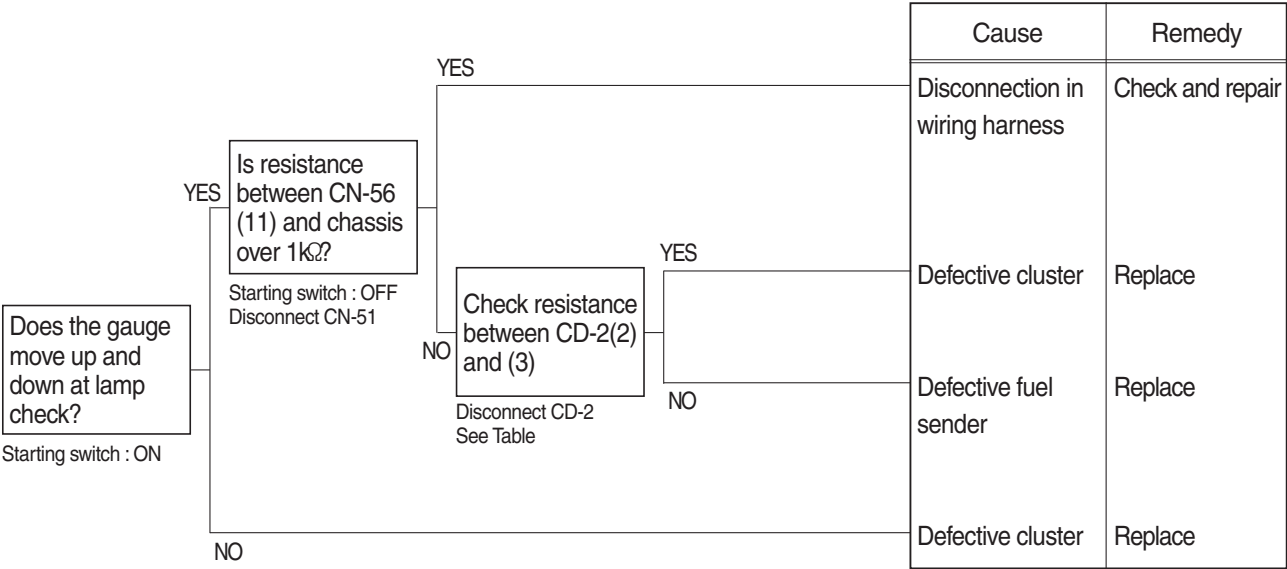 Cause
Remedy
YES
Disconnection in
wiring harness
Check and repair
Is resistance
between CN-56
(11) and chassis
over 1kΩ?
YES
Starting switch : OFF
Disconnect CN-51
YES
Defective cluster
Replace
Check resistance
between CD-2(2)
and (3)
NO
Disconnect CD-2
See Table
Does the gauge
move up and
down at lamp
check?
Starting switch : ON
NO
Defective fuel
sender
Replace
NO
Defective cluster
Replace